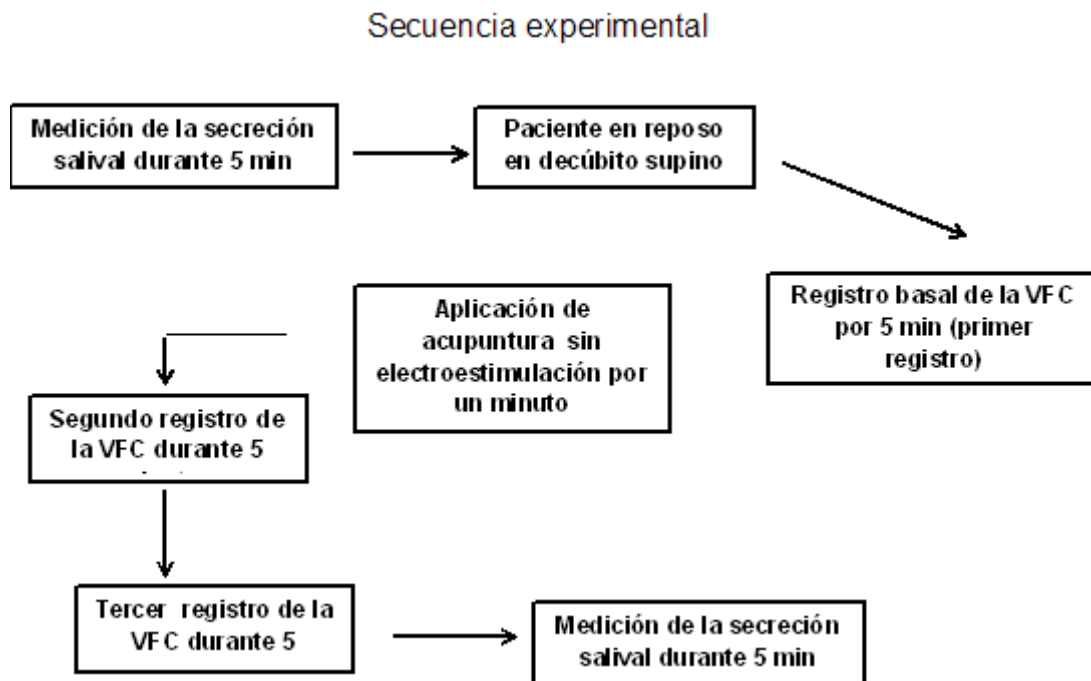 Secuencia experimental
Medición de la secreción
salival durante 5 min
Paciente en reposo
en decúbito supino
Registro basal de la VFC
por 5 min (primer
registro)
Aplicación de
acupuntura sin
electroestimulación por
un minuto
Segundo registro de
la VFC durante 5
Tercer registro de la
VFC durante 5
Medición de la secreción
salival durante 5 min